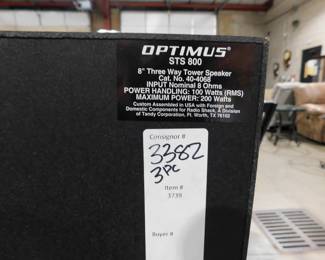 OPTIMUS®
STS 800
8" Three Way Tower Speaker
Cat. No. 40-4068
INPUT Nominal 8 Ohms
POWER HANDLING: 100 Watts (RMS)
MAXIMUM POWER: 200 Watts
Custom Assembled in USA with Foreign and
Domestic Components for Radio Shack, A Division
of Tandy Corporation, Ft. Worth, TX 76102
Consignor #
3382
3pc
Item #
3739
Buyer #